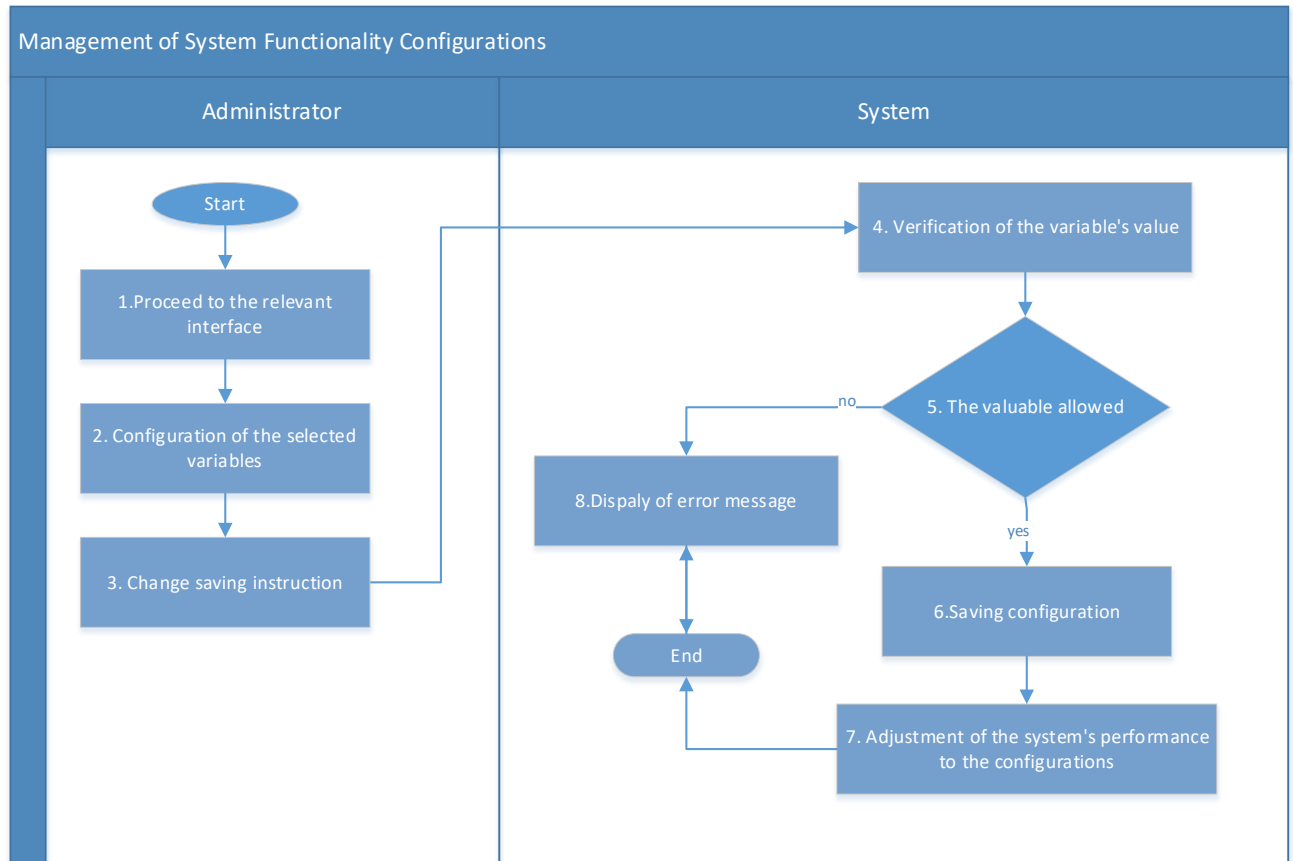 Management of System Functionality Configurations
Administrator
System
Start
1.Proceed to the relevant
interface
2. Configuration of the selected
variables
3. Change saving instruction
4. Verification of the variable's value
5. The valuable allowed
no
yes
8.Dispaly of error message
6.Saving configuration
End
7. Adjustment of the system's performance
to the configurations